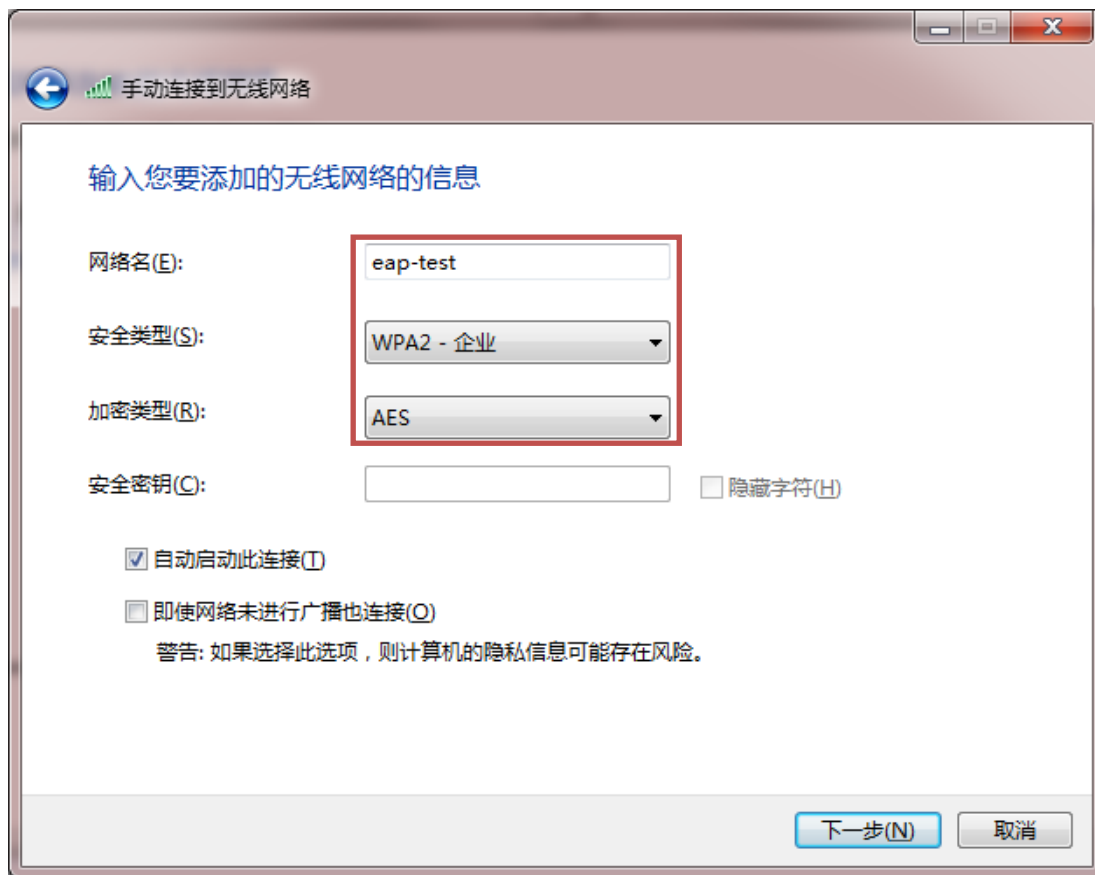 手动连接到无线网络
输入您要添加的无线网络的信息
网络名(E): eap-test
安全类型(S): WPA2 - 企业
加密类型(R): AES
安全密钥(C): 隐藏字符(H)
自动启动此连接(T)
即使网络未进行广播也连接(O)
警告: 如果选择此选项，则计算机的隐私信息可能存在风险。
下一步(N) 取消